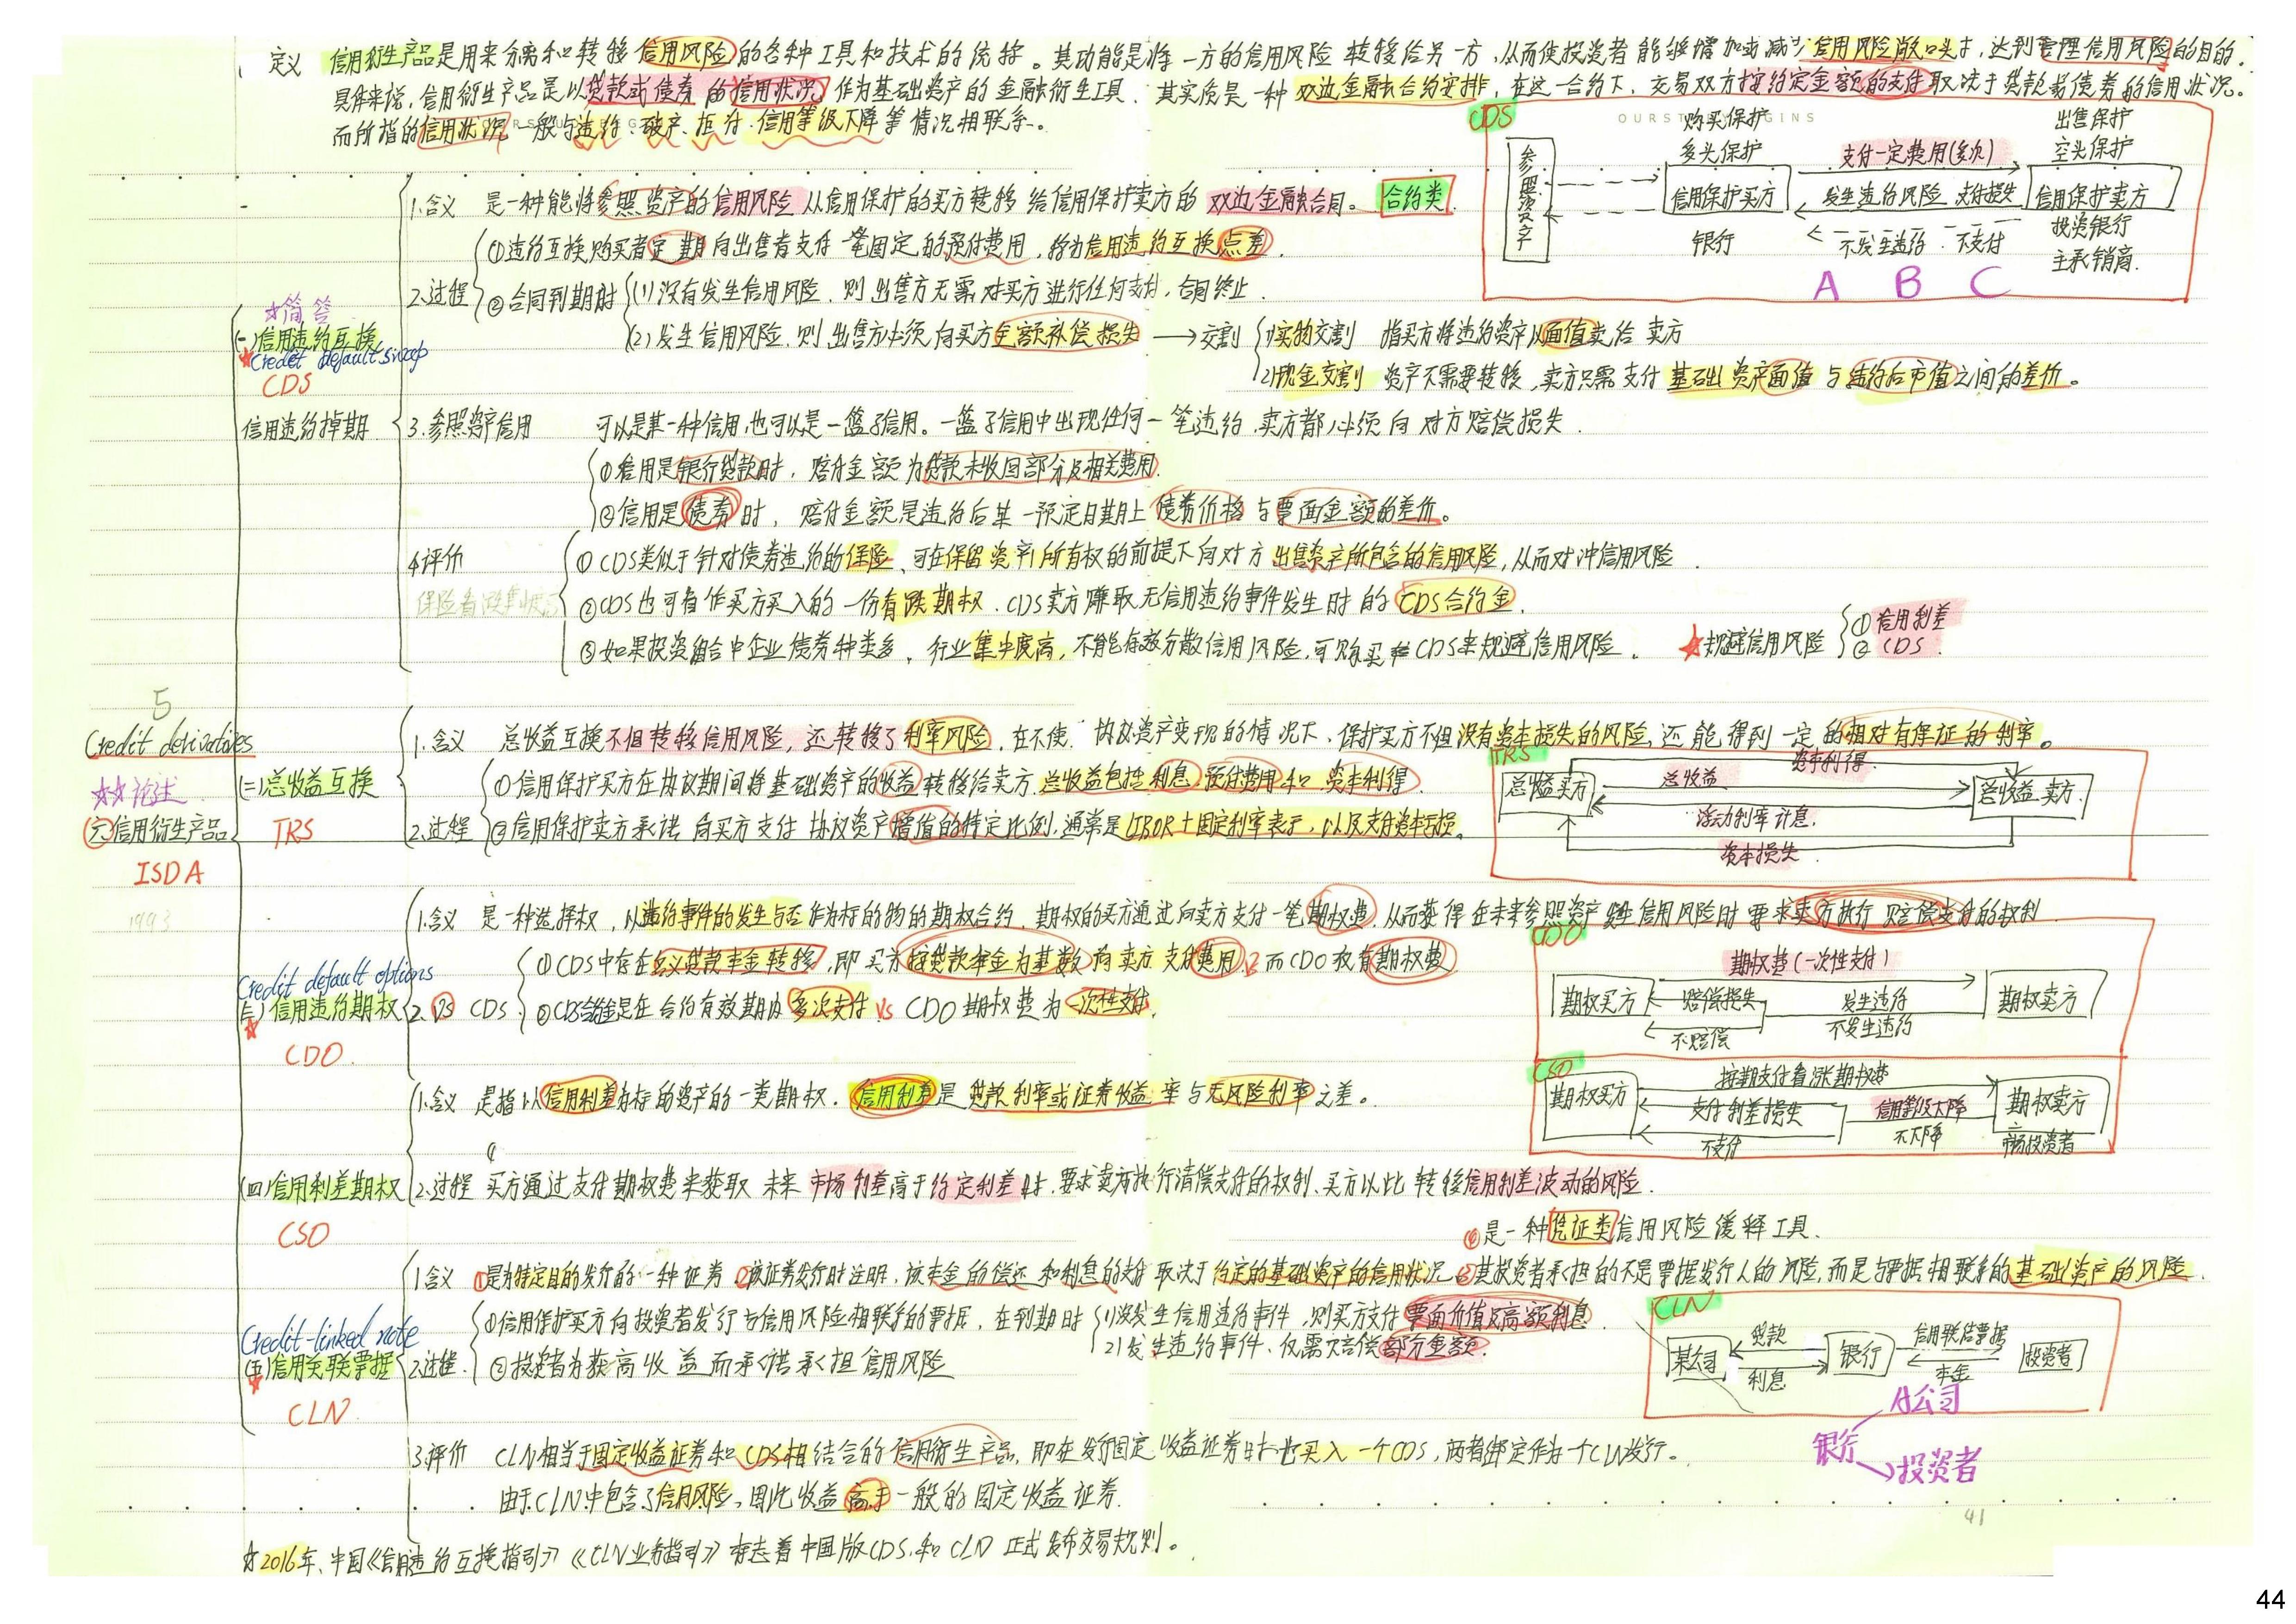 定义 信用衍生产品是用来分离和转移信用风险的各种工具和技术的统称。其功能是将一方的信用风险转移给另一方,从而使投资者能够增加或减少信用风险敞口头寸,达到管理信用风险的目的。
具体来说,信用衍生产品是以贷款或债券的信用状况作为基础资产的金融衍生工具,其实质是一种双边金融合约安排,在这一合约下,交易双方按约定金额的支付取决于贷款或债券的信用状况。
而所指的信用状况一般与违约、破产、拒付、信用等级下降等情况相联系。
CDS
购买保护
多头保护
参照资产
信用保护买方
银行
支付一定费用(多次)
发生违约风险 支付损失
不发生违约 不支付
出售保护
空头保护
信用保护卖方
投资银行
主承销商.
A B C
1.含义 是一种能将参照资产的信用风险从信用保护的买方转移给信用保护卖方的双边金融合同。 合约类
2.过程
①违约互换购买者定期向出售者支付一笔固定的预付费用,称为信用违约互换点差.
②合同到期时
(1)没有发生信用风险,则出售方无需对买方进行任何支付,合同终止.
(2)发生信用风险,则出售方必须向买方全额补偿损失 → 交割
(1)实物交割 指买方将违约资产以面值卖给卖方
(2)现金交割 资产不需要转移,卖方只需支付基础资产面值与违约后市值之间的差价。
☆简答
(一)信用违约互换
Credit default swap
CDS
信用违约掉期
3.参照资产信用 可以是某一种信用,也可以是一篮子信用。一篮子信用中出现任何一笔违约,卖方都必须向对方赔偿损失.
①信用是银行贷款时,赔付金额为贷款未收回部分及相关费用.
②信用是债券时,赔付金额是违约后某一预定日期上债券价格与票面金额的差价。
4.评价
①CDS类似于针对债券违约的保险,可在保留资产所有权的前提下向对方出售资产所包含的信用风险,从而对冲信用风险.
②CDS也可看作买方买入的一份看跌期权.CDS卖方赚取无信用违约事件发生时的CDS合约金.
③如果投资组合中企业债券种类多、行业集中度高,不能有效分散信用风险,可购买CDS来规避信用风险.
★规避信用风险 ①信用利差 ②CDS
5
Credit derivatives
☆☆论述
(六)信用衍生产品
ISDA
1993
(二)总收益互换
TRS
1.含义 总收益互换不但转移信用风险,还转移了利率风险,在不使协议资产变现的情况下,保护买方不但没有资本损失的风险,还能得到一定的相对有保证的利率。
2.过程
①信用保护买方在协议期间将基础资产的收益转移给卖方.总收益包括利息、预付费用和资本利得.
②信用保护卖方承诺向买方支付协议资产增值的特定比例,通常是LIBOR+固定利率表示,以及支付资本亏损。
TRS
总收益买方
资本利得
总收益
浮动利率计息.
资本损失.
总收益卖方.
Credit default options
(三)信用违约期权
CDO
1.含义 是一种选择权,以违约事件的发生与否作为标的物的期权合约,期权的买方通过向卖方支付一笔期权费,从而获得在未来参照资产发生信用风险时要求卖方执行赔偿支付的权利
2.VS CDS
①CDS中存在名义贷款本金转移,即买方按贷款本金为基数向卖方支付费用,而CDO只有期权费
②CDS合约金是在合约有效期内多次支付 VS CDO期权费为一次性支付.
CDO
期权费(一次性支付)
期权买方
赔偿损失
发生违约
不赔偿
不发生违约
期权卖方
CSO
期权买方
按期支付看涨期权费
支付利差损失
信用等级下降
不支付
不下降
期权卖方
市场投资者
(四)信用利差期权
CSO
1.含义 是指以信用利差为标的资产的一类期权.信用利差是贷款利率或证券收益率与无风险利率之差。
2.过程 买方通过支付期权费来获取未来市场利差高于约定利差时,要求卖方执行清偿支付的权利,买方以此转移信用利差波动的风险.
④是一种凭证类信用风险缓释工具.
Credit-linked note
(五)信用关联票据
CLN
1.含义 ①是为特定目的发行的一种证券 ②该证券发行时注明,该本金的偿还和利息的支付取决于约定的基础资产的信用状况 ③其投资者承担的不是票据发行人的风险,而是与票据相联系的基础资产的风险.
2.过程.
①信用保护买方向投资者发行与信用风险相联系的票据,在到期时
(1)没发生信用违约事件,则买方支付票面价值及高额利息.
(2)发生违约事件,仅需赔偿部分金额.
②投资者为获高收益而承诺承担信用风险
CLN
某公司
贷款
利息
银行
信用联结票据
本金
投资者
A公司
银行
→投资者
3.评价 CLN相当于固定收益证券和CDS相结合的信用衍生产品,即在发行固定收益证券时也买入一个CDS,两者绑定作为一个CLN发行。
由于CLN中包含了信用风险,因此收益高于一般的固定收益证券.
41
☆2016年,中国《信用违约互换指引》《CLN业务指引》标志着中国版CDS和CLN正式发布交易规则。
44